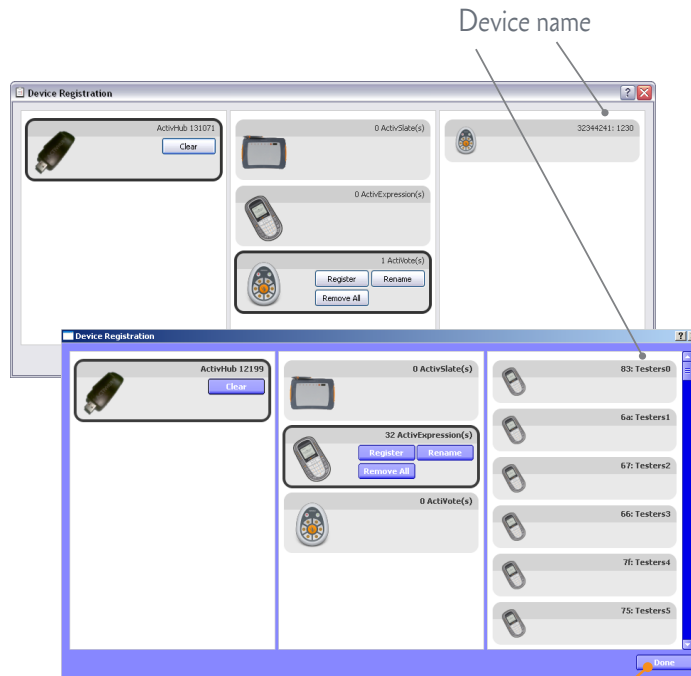 Device name
Device Registration
ActivHub 131071
Clear
0 ActivSlate(s)
0 ActivExpression(s)
1 ActiVote(s)
Register
Rename
Remove All
32344241: 1230
Device Registration
ActivHub 12199
Clear
0 ActivSlate(s)
32 ActivExpression(s)
Register
Rename
Remove All
0 ActiVote(s)
83: Testers0
6a: Testers1
67: Testers2
66: Testers3
7f: Testers4
75: Testers5
Done